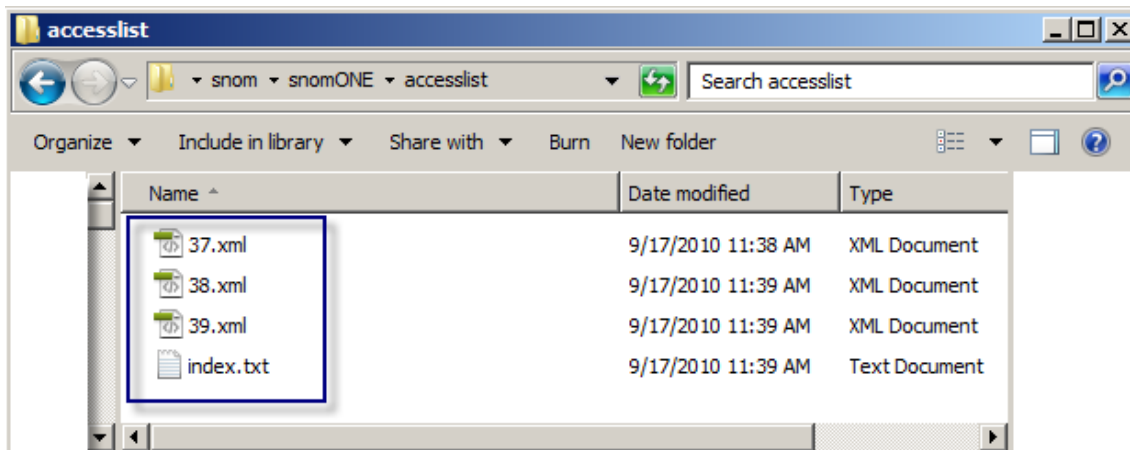 accesslist
snom snomONE accesslist Search accesslist
Organize Include in library Share with Burn New folder
Name Date modified Type
37.xml 9/17/2010 11:38 AM XML Document
38.xml 9/17/2010 11:39 AM XML Document
39.xml 9/17/2010 11:39 AM XML Document
index.txt 9/17/2010 11:39 AM Text Document